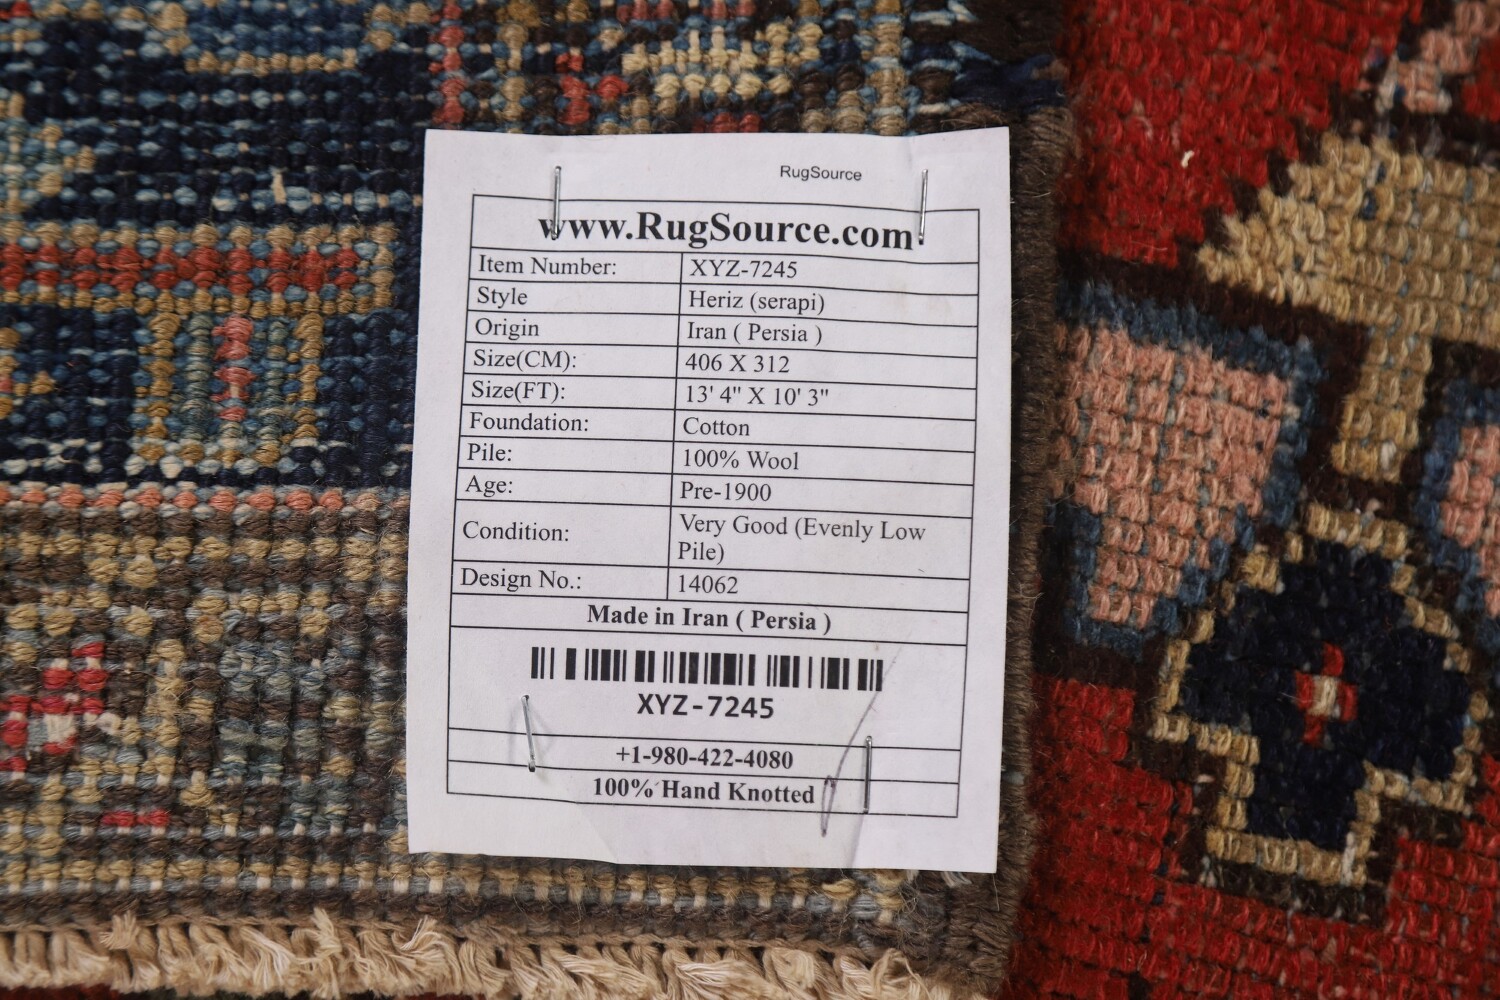 RugSource
www.RugSource.com
Item Number: XYZ-7245
Style Heriz (serapi)
Origin Iran ( Persia )
Size(CM): 406 X 312
Size(FT): 13' 4" X 10' 3"
Foundation: Cotton
Pile: 100% Wool
Age: Pre-1900
Condition: Very Good (Evenly Low
Pile)
Design No.: 14062
Made in Iran ( Persia )
XYZ-7245
+1-980-422-4080
100% Hand Knotted